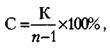 С = К / n-1 ×100%,